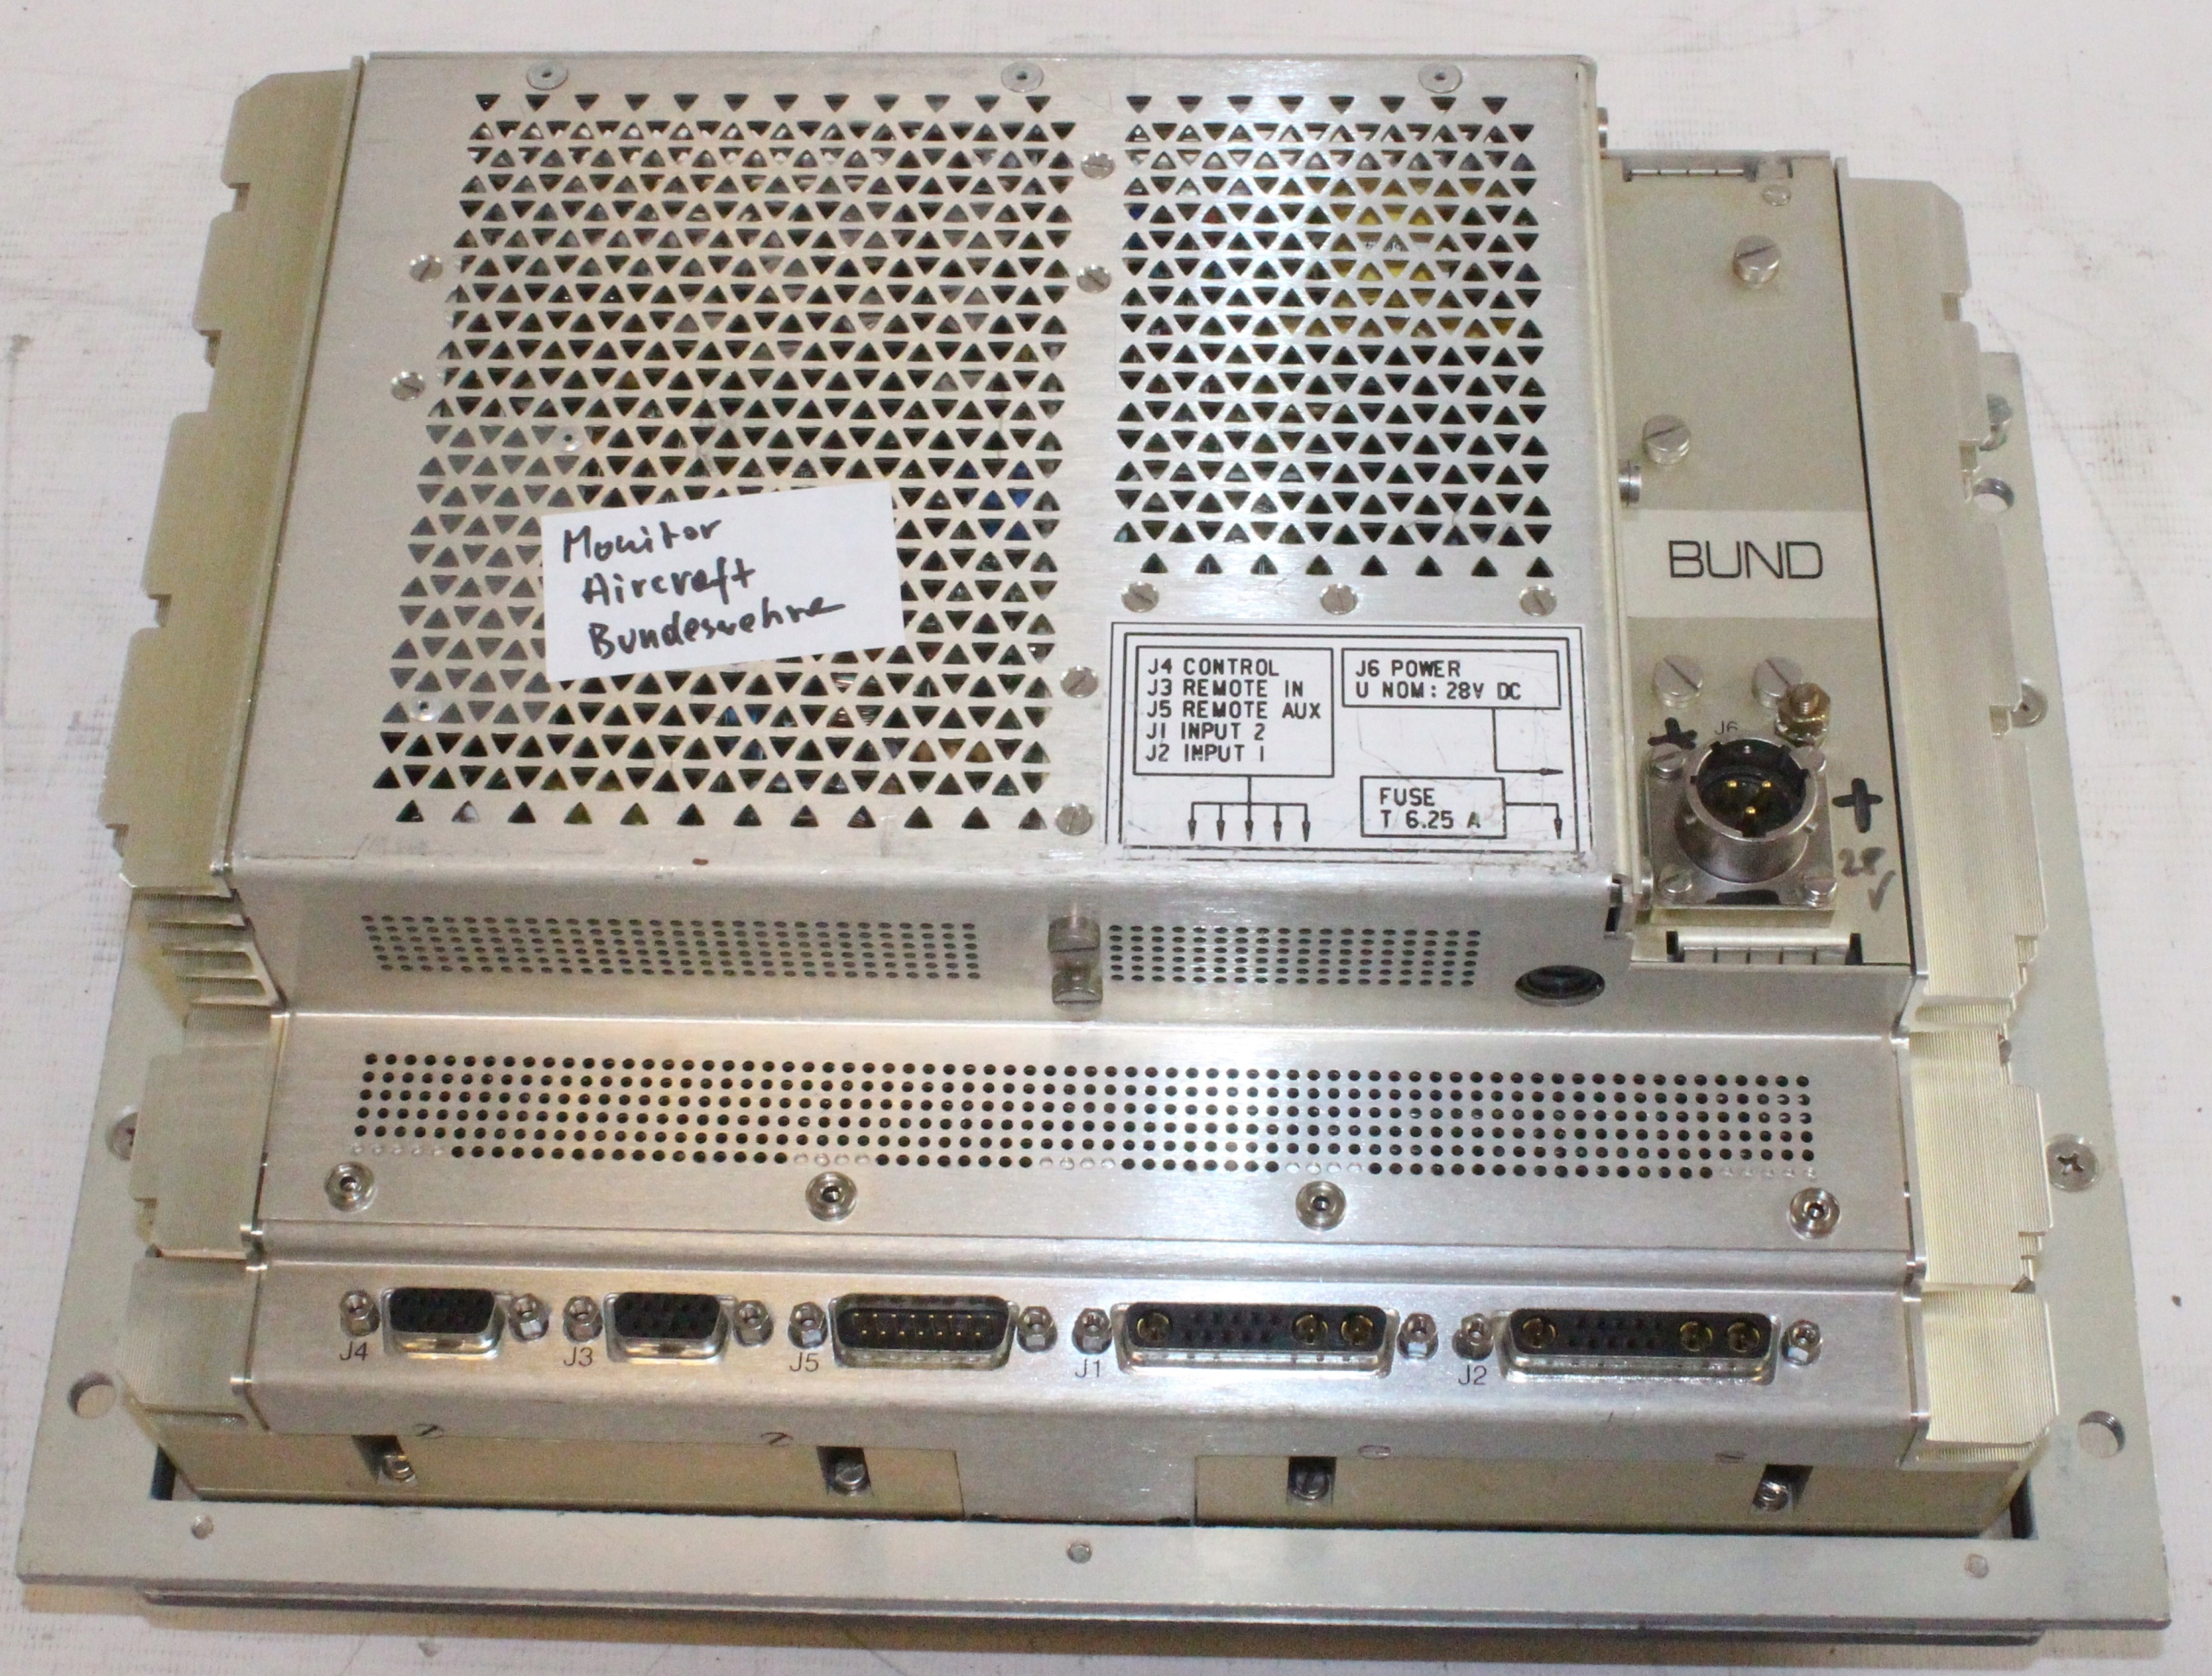 Monitor
Aircraft
Bundeswehr
BUND
J4 CONTROL
J3 REMOTE IN
J5 REMOTE AUX
J1 INPUT 2
J2 INPUT 1
J6 POWER
U NOM: 28V DC
FUSE
T 6.25 A
J6
+
+
28
V
J4
J3
J5
J1
J2